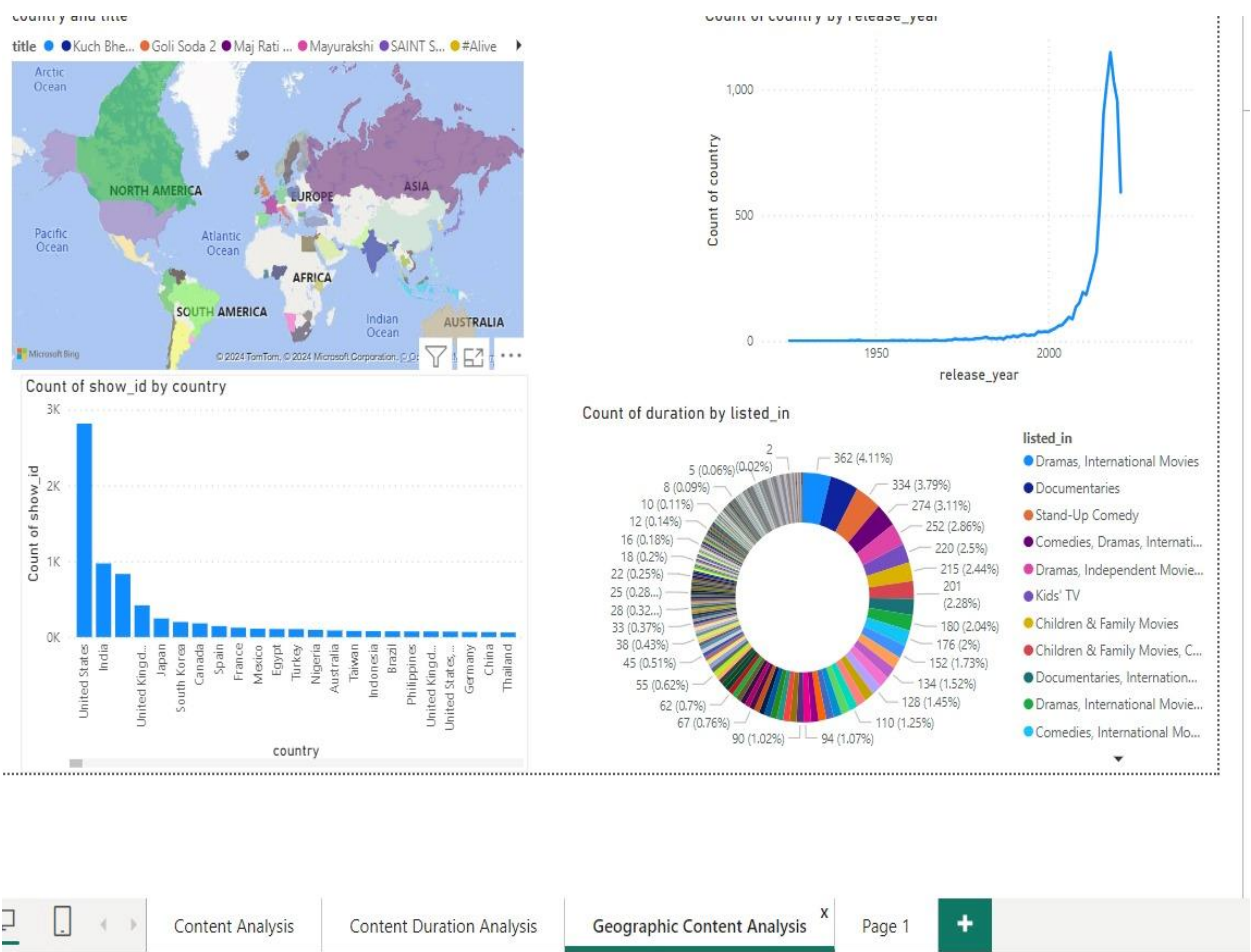 country and title
title Kuch Bhe... Goli Soda 2 Maj Rati ... Mayurakshi SAINT S... #Alive
Arctic
Ocean
NORTH AMERICA
EUROPE
ASIA
Pacific
Ocean
Atlantic
Ocean
AFRICA
SOUTH AMERICA
Indian
Ocean
AUSTRALIA
Microsoft Bing
© 2024 TomTom, © 2024 Microsoft Corporation,
Count of country by release_year
1,000
500
0
Count of country
1950
2000
release_year
Count of show_id by country
3K
2K
1K
0K
Count of show_id
United States
India
United Kingd...
Japan
South Korea
Canada
Spain
France
Mexico
Egypt
Turkey
Nigeria
Australia
Taiwan
Indonesia
Brazil
Philippines
United Kingd...
United States,...
Germany
China
Thailand
country
Count of duration by listed_in
362 (4.11%)
334 (3.79%)
274 (3.11%)
252 (2.86%)
220 (2.5%)
215 (2.44%)
201
(2.28%)
180 (2.04%)
176 (2%)
152 (1.73%)
134 (1.52%)
128 (1.45%)
110 (1.25%)
94 (1.07%)
90 (1.02%)
67 (0.76%)
62 (0.7%)
55 (0.62%)
45 (0.51%)
38 (0.43%)
33 (0.37%)
28 (0.32...)
25 (0.28...)
22 (0.25%)
18 (0.2%)
16 (0.18%)
12 (0.14%)
10 (0.11%)
8 (0.09%)
5 (0.06%)
2
(0.02%)
listed_in
Dramas, International Movies
Documentaries
Stand-Up Comedy
Comedies, Dramas, Internati...
Dramas, Independent Movie...
Kids' TV
Children & Family Movies
Children & Family Movies, C...
Documentaries, Internation...
Dramas, International Movie...
Comedies, International Mo...
Content Analysis
Content Duration Analysis
Geographic Content Analysis
x
Page 1
+